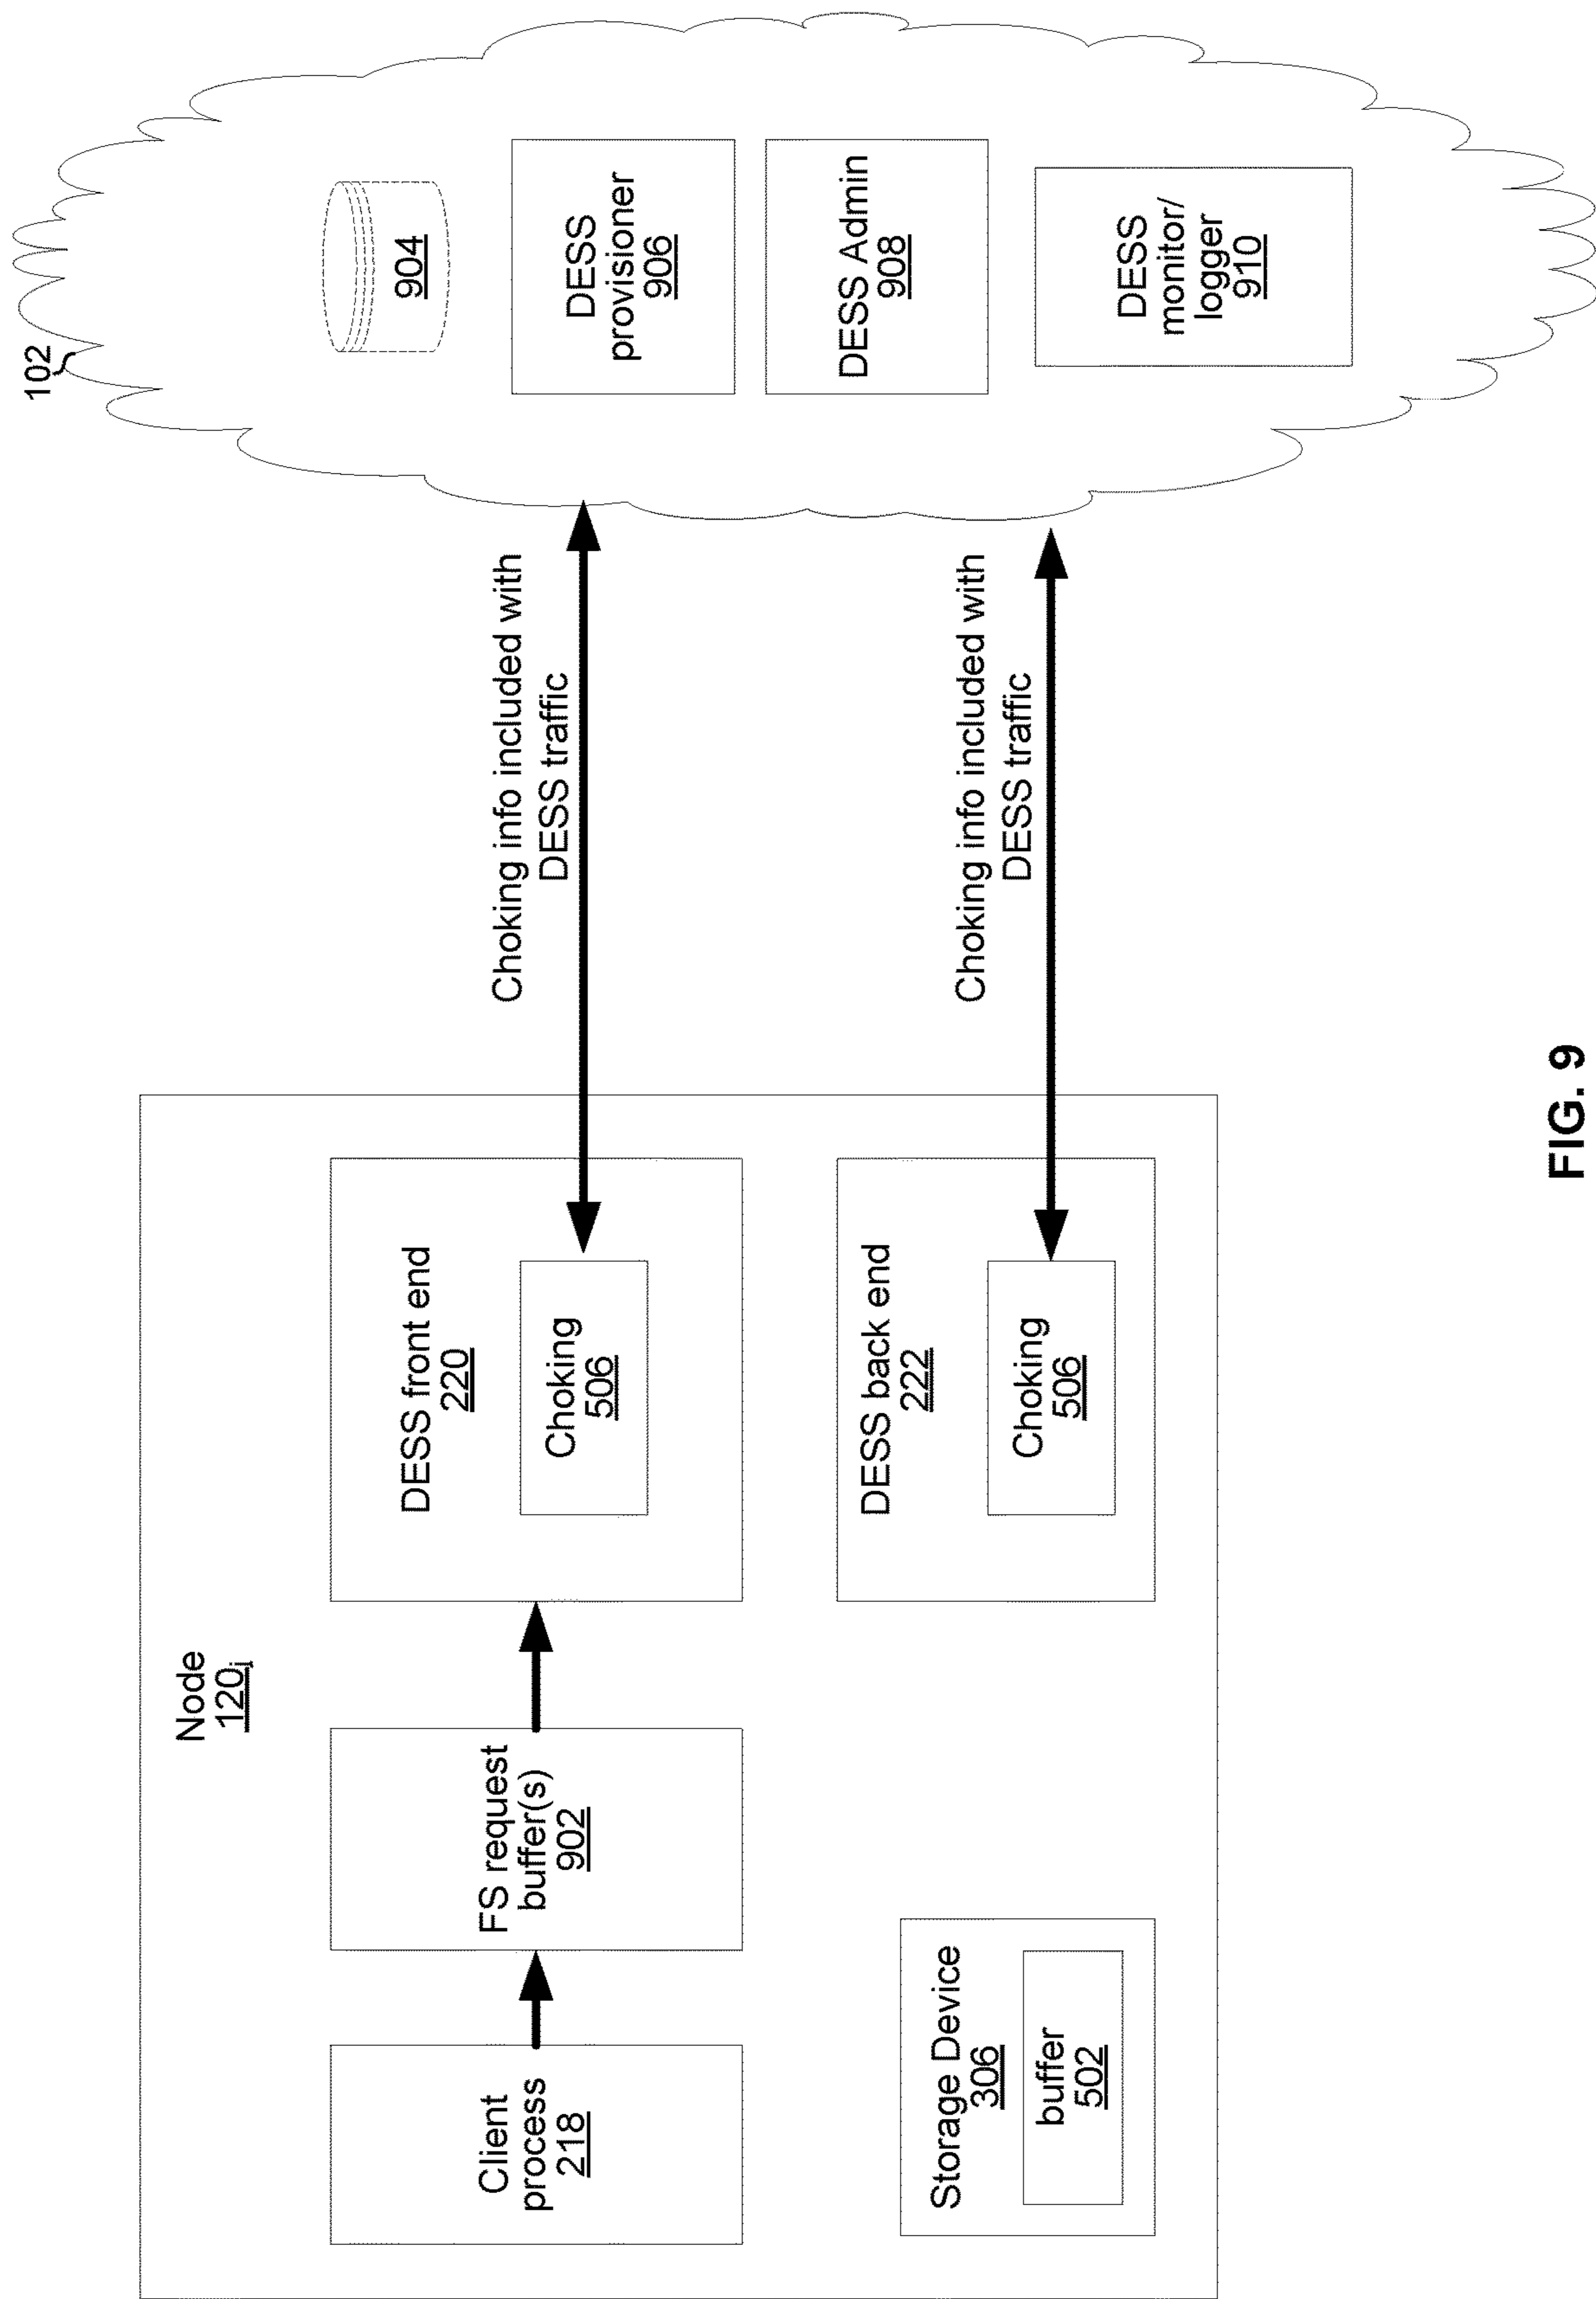 Node
120j
Client
process
218
FS request
buffer(s)
902
DESS front end
220
Choking
506
Storage Device
306
buffer
502
DESS back end
222
Choking
506
Choking info included with
DESS traffic
Choking info included with
DESS traffic
102
904
DESS
provisioner
906
DESS Admin
908
DESS
monitor/
logger
910
FIG. 9